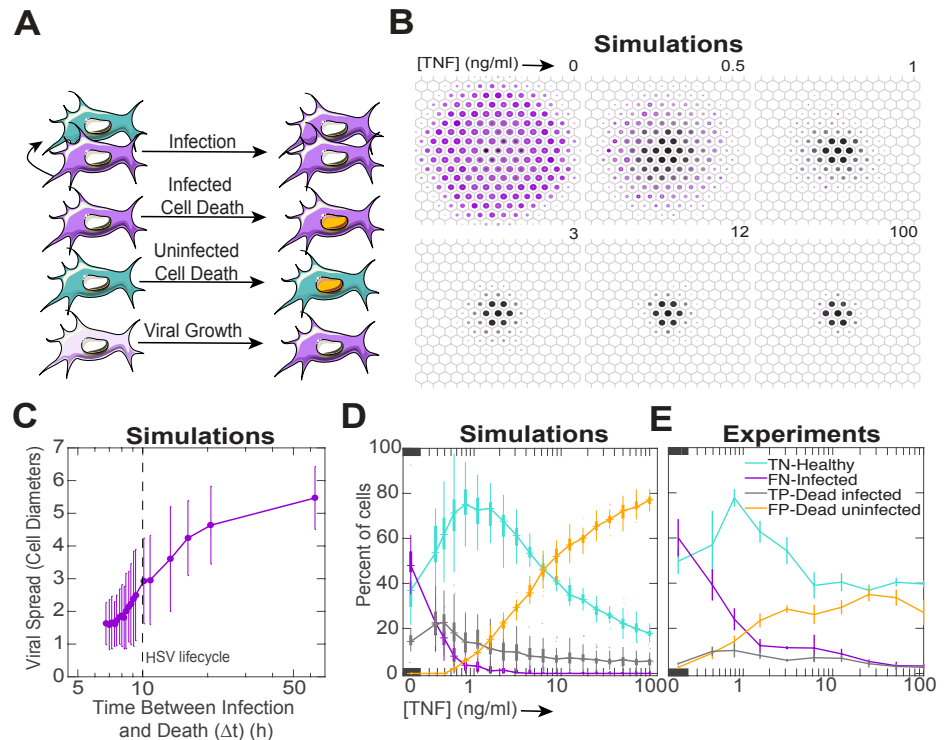 A
Infection
Infected
Cell Death
Uninfected
Cell Death
Viral Growth
B
Simulations
[TNF] (ng/ml)
0
0.5
1
3
12
100
C
Simulations
Viral Spread (Cell Diameters)
7
6
5
4
3
2
1
0
HSV lifecycle
5
10
50
Time Between Infection
and Death (Δt) (h)
D
Simulations
Percent of cells
100
80
60
40
20
0
0
1
10
100
[TNF] (ng/ml)
E
Experiments
TN-Healthy
FN-Infected
TP-Dead infected
FP-Dead uninfected
0
1
10
100